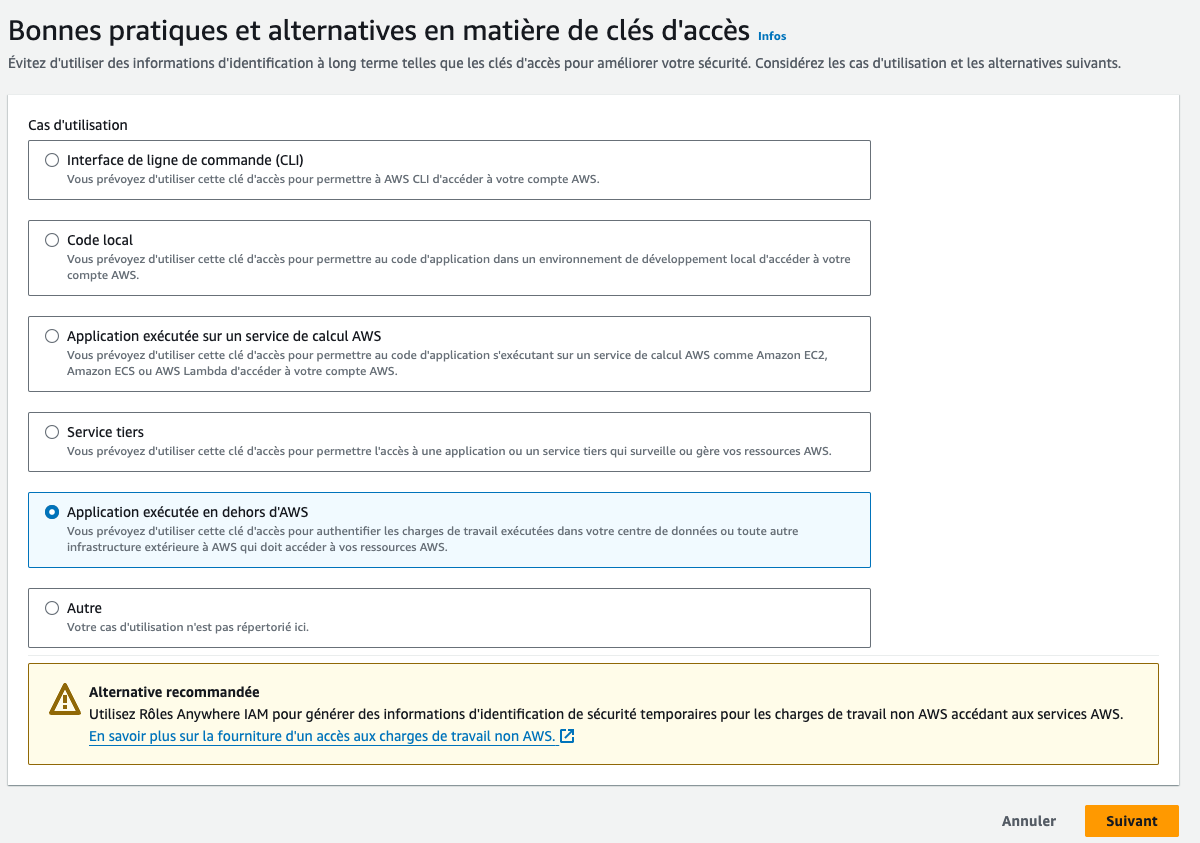 Bonnes pratiques et alternatives en matière de clés d'accès Infos
Évitez d'utiliser des informations d'identification à long terme telles que les clés d'accès pour améliorer votre sécurité. Considérez les cas d'utilisation et les alternatives suivants.
Cas d'utilisation
Interface de ligne de commande (CLI)
Vous prévoyez d'utiliser cette clé d'accès pour permettre à AWS CLI d'accéder à votre compte AWS.
Code local
Vous prévoyez d'utiliser cette clé d'accès pour permettre au code d'application dans un environnement de développement local d'accéder à votre
compte AWS.
Application exécutée sur un service de calcul AWS
Vous prévoyez d'utiliser cette clé d'accès pour permettre au code d'application s'exécutant sur un service de calcul AWS comme Amazon EC2,
Amazon ECS ou AWS Lambda d'accéder à votre compte AWS.
Service tiers
Vous prévoyez d'utiliser cette clé d'accès pour permettre l'accès à une application ou un service tiers qui surveille ou gère vos ressources AWS.
Application exécutée en dehors d'AWS
Vous prévoyez d'utiliser cette clé d'accès pour authentifier les charges de travail exécutées dans votre centre de données ou toute autre
infrastructure extérieure à AWS qui doit accéder à vos ressources AWS.
Autre
Votre cas d'utilisation n'est pas répertorié ici.
Alternative recommandée
Utilisez Rôles Anywhere IAM pour générer des informations d'identification de sécurité temporaires pour les charges de travail non AWS accédant aux services AWS.
En savoir plus sur la fourniture d'un accès aux charges de travail non AWS.
Annuler
Suivant